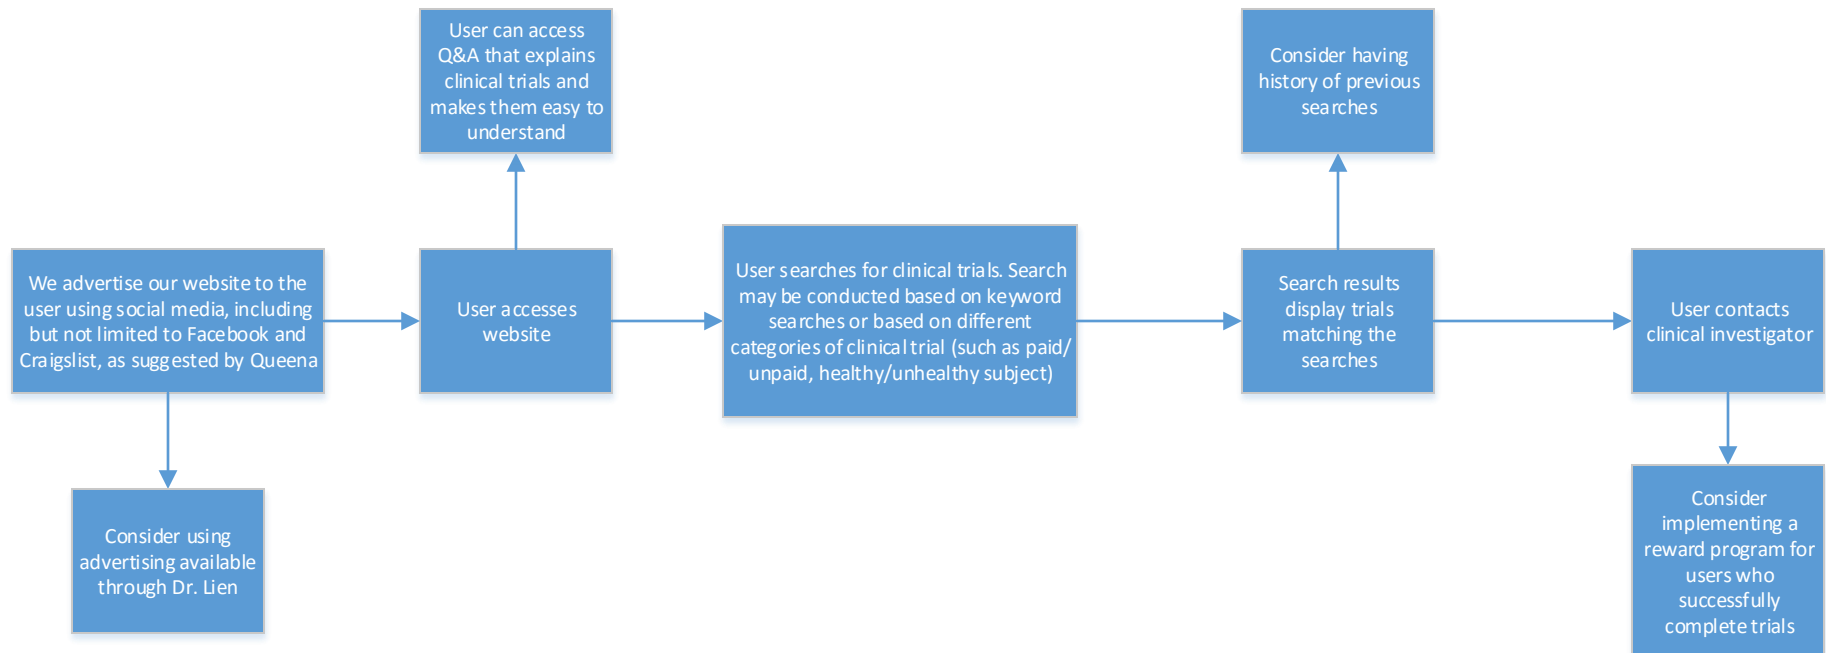 User can access
Q&A that explains
clinical trials and
makes them easy to
understand
Consider having
history of previous
searches
We advertise our website to the
user using social media, including
but not limited to Facebook and
Craigslist, as suggested by Queena
User accesses
website
User searches for clinical trials. Search
may be conducted based on keyword
searches or based on different
categories of clinical trial (such as paid/
unpaid, healthy/unhealthy subject)
Search results
display trials
matching the
searches
User contacts
clinical investigator
Consider using
advertising available
through Dr. Lien
Consider
implementing a
reward program for
users who
successfully
complete trials